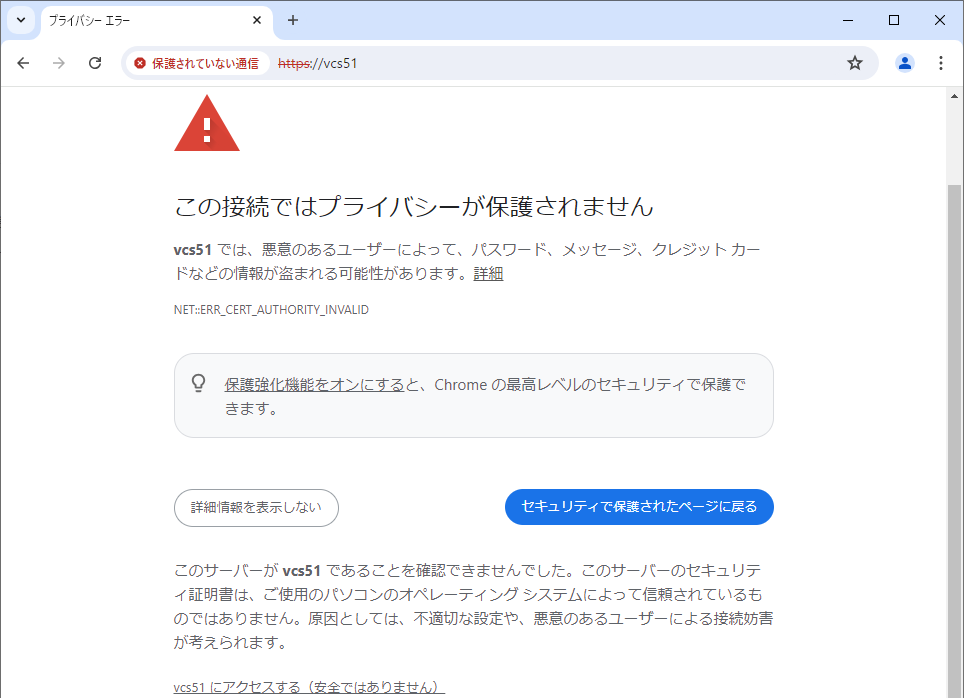 プライバシー エラー
保護されていない通信 https://vcs51
この接続ではプライバシーが保護されません
vcs51 では、悪意のあるユーザーによって、パスワード、メッセージ、クレジット カー
ドなどの情報が盗まれる可能性があります。詳細
NET::ERR_CERT_AUTHORITY_INVALID
保護強化機能をオンにすると、Chrome の最高レベルのセキュリティで保護で
きます。
詳細情報を表示しない
セキュリティで保護されたページに戻る
このサーバーが vcs51 であることを確認できませんでした。このサーバーのセキュリテ
ィ証明書は、ご使用のパソコンのオペレーティング システムによって信頼されているも
のではありません。原因としては、不適切な設定や、悪意のあるユーザーによる接続妨害
が考えられます。
vcs51 にアクセスする（安全ではありません）